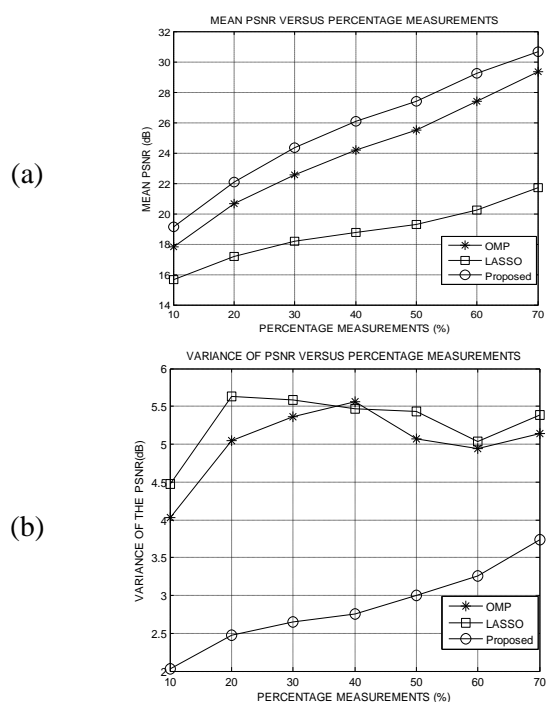 (a)
MEAN PSNR VERSUS PERCENTAGE MEASUREMENTS
MEAN PSNR (dB)
32
30
28
26
24
22
20
18
16
14
10 20 30 40 50 60 70
PERCENTAGE MEASUREMENTS (%)
OMP
LASSO
Proposed
(b)
VARIANCE OF PSNR VERSUS PERCENTAGE MEASUREMENTS
VARIANCE OF THE PSNR(dB)
6
5.5
5
4.5
4
3.5
3
2.5
2
10 20 30 40 50 60 70
PERCENTAGE MEASUREMENTS (%)
OMP
LASSO
Proposed